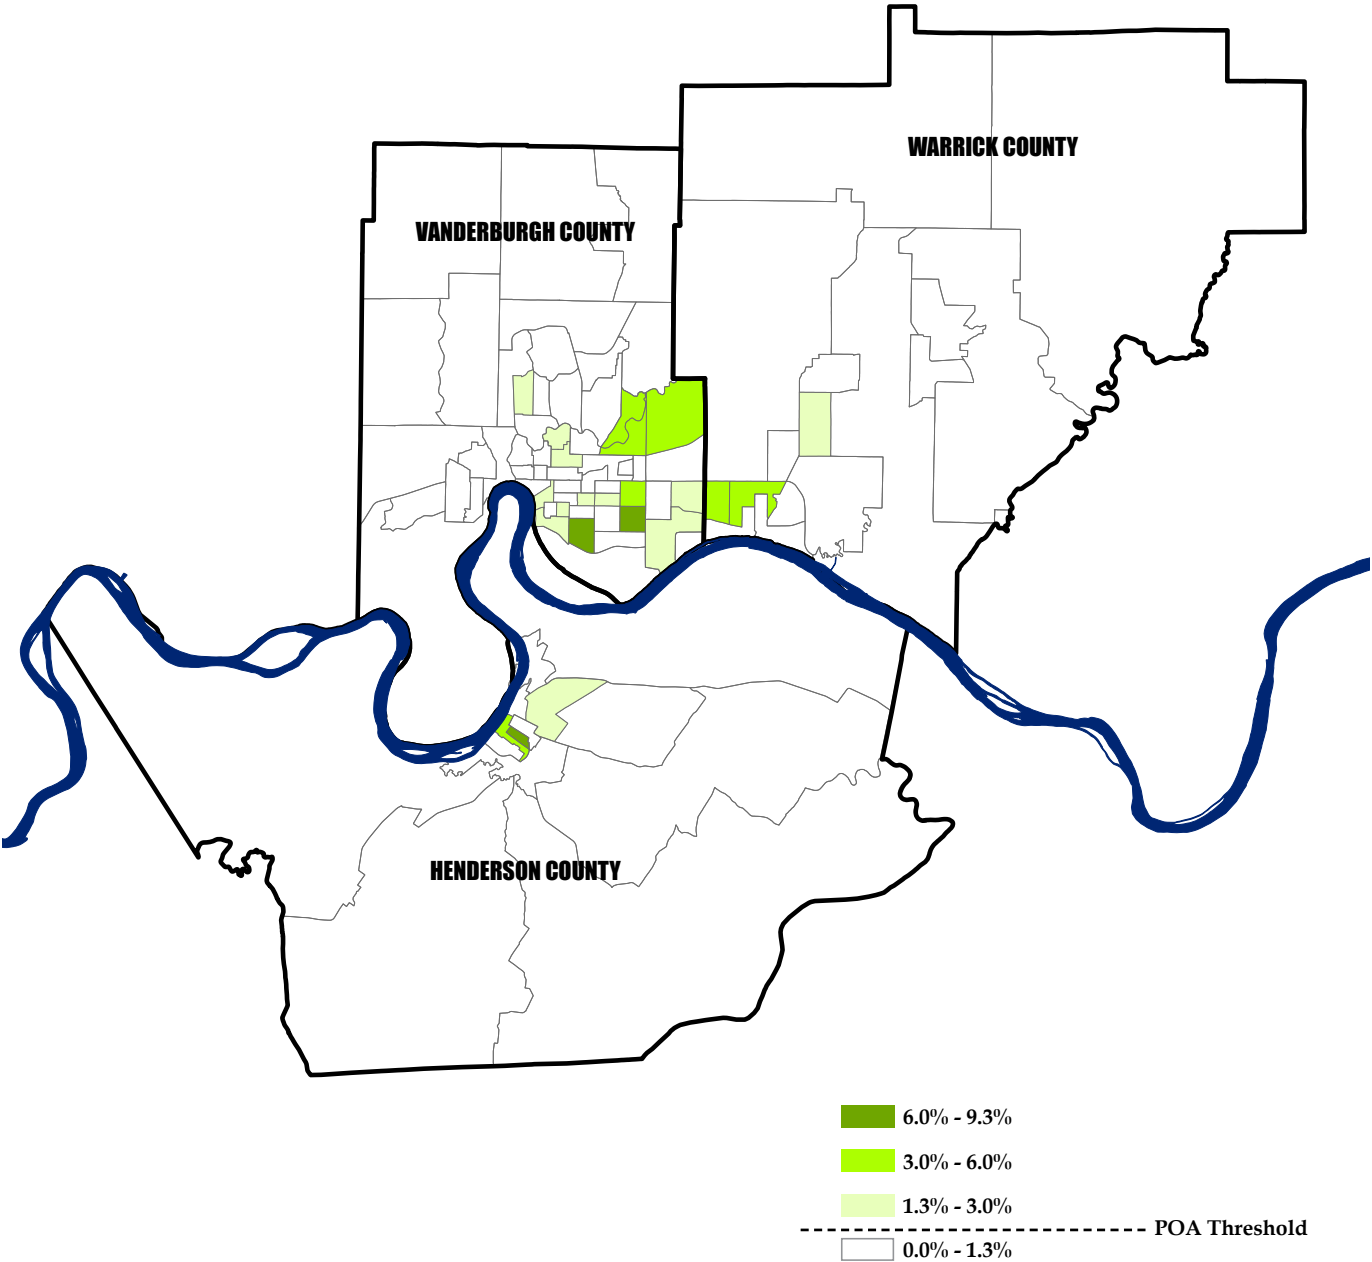 WARRICK COUNTY
VANDERBURGH COUNTY
HENDERSON COUNTY
6.0% - 9.3%
3.0% - 6.0%
1.3% - 3.0%
POA Threshold
0.0% - 1.3%